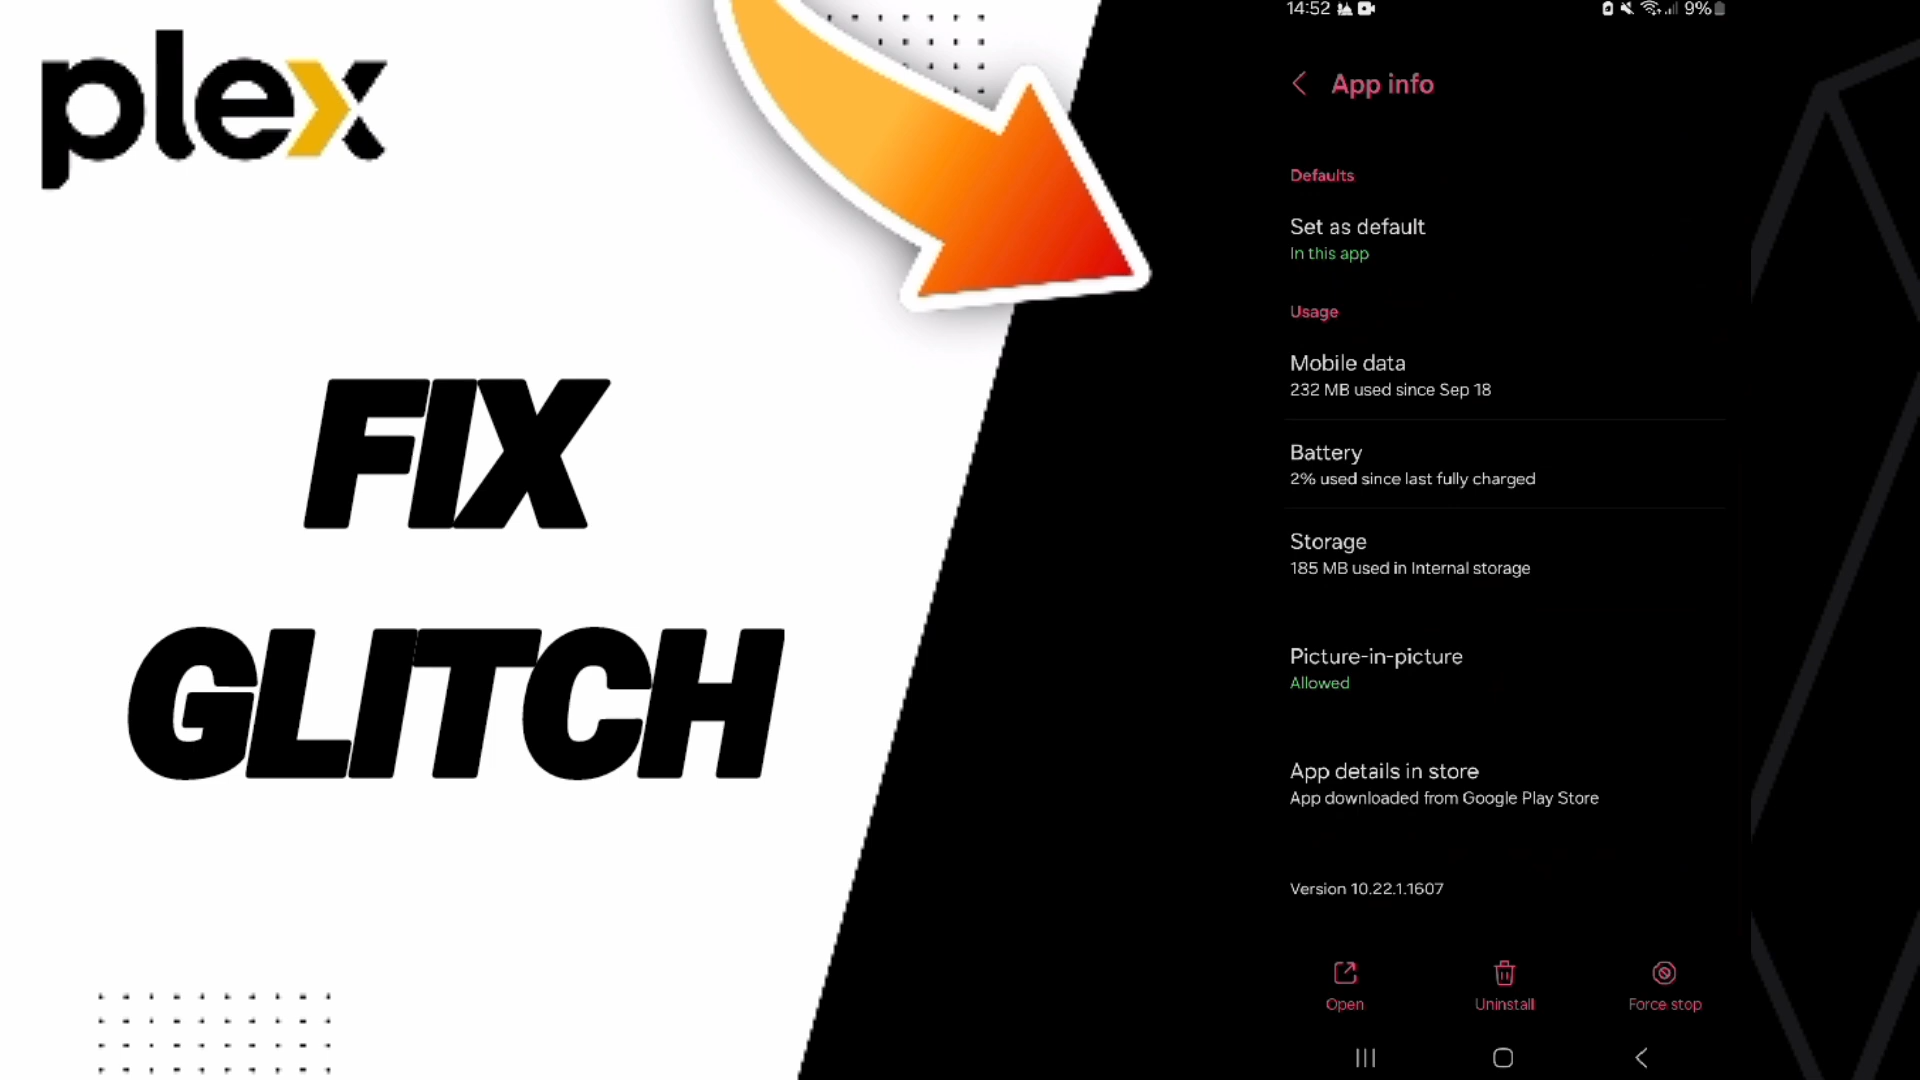 plex
FIX
GLITCH
14:52
9%
App info
Defaults
Set as default
In this app
Usage
Mobile data
232 MB used since Sep 18
Battery
2% used since last fully charged
Storage
185 MB used in Internal storage
Picture-in-picture
Allowed
App details in store
App downloaded from Google Play Store
Version 10.22.1.1607
Open
Uninstall
Force stop